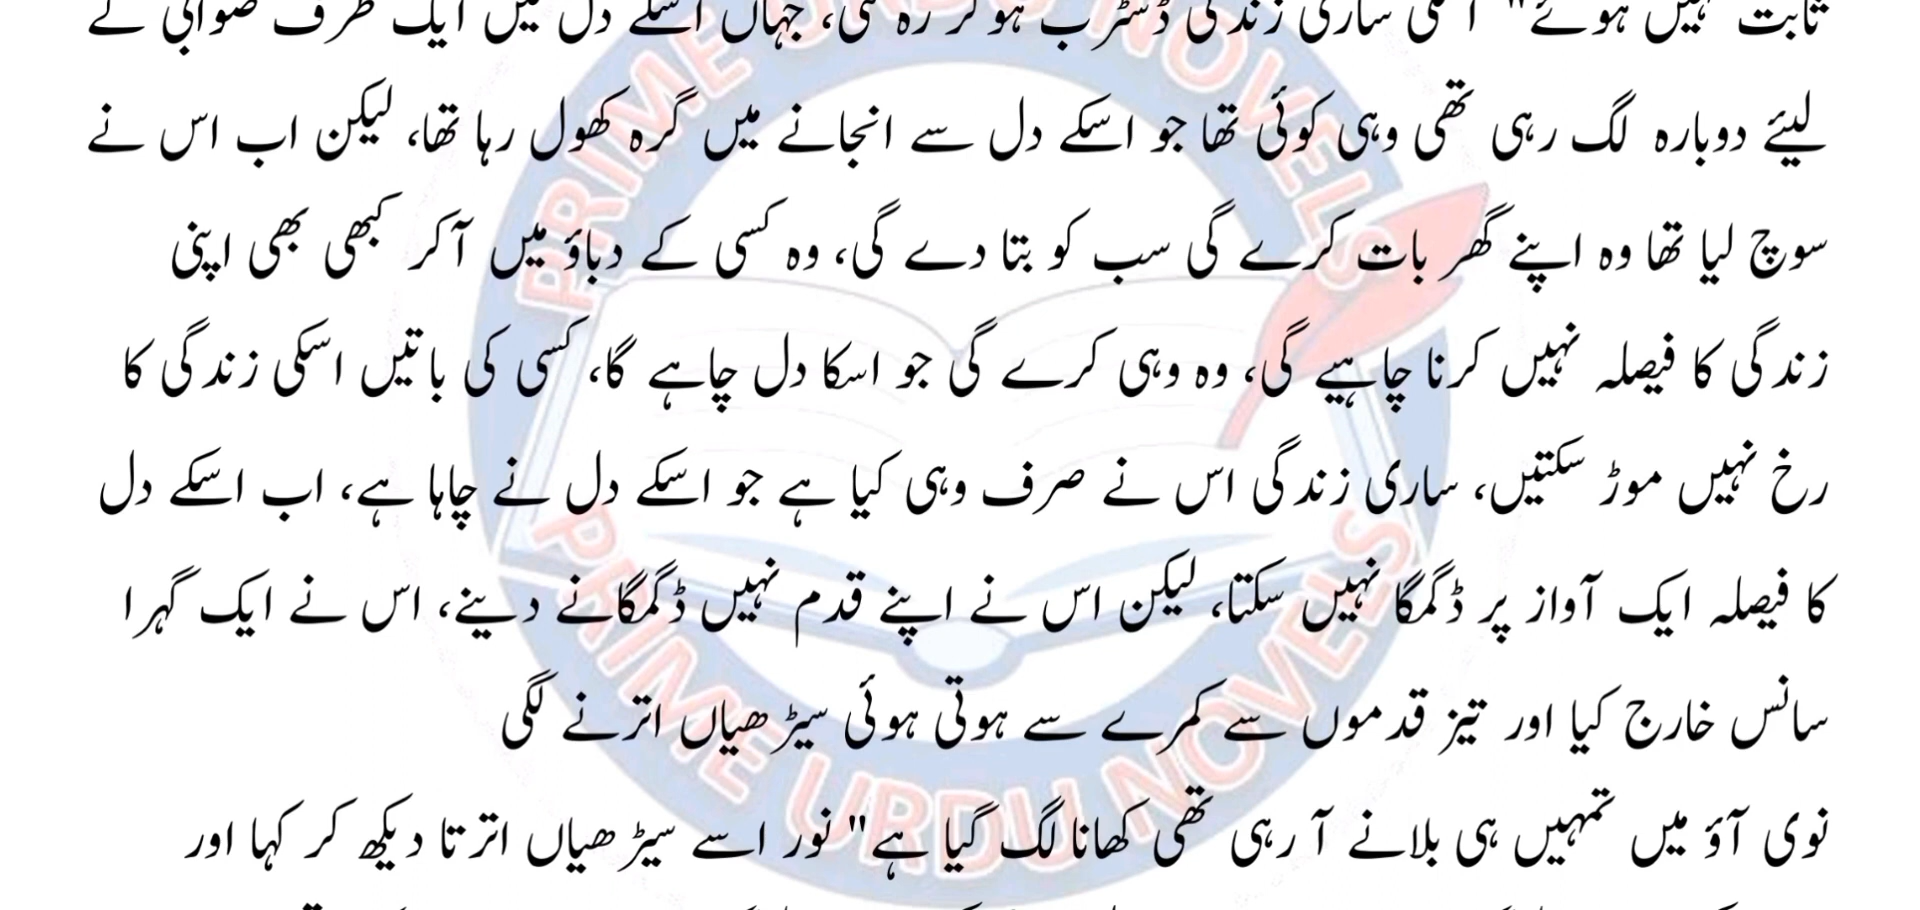 ثابت نہیں ہوئے" اسکی ساری زندگی ڈسٹرب ہو کر رہ گئی، جہاں اسکے دل میں ایک طرف صوابی کے
لیئے دوبارہ لگ رہی تھی وہی کوئی تھا جو اسکے دل سے انجانے میں گرہ کھول رہا تھا، لیکن اب اس نے
سوچ لیا تھا وہ اپنے گھر بات کرے گی سب کو بتا دے گی، وہ کسی کے دباؤ میں آکر کبھی بھی اپنی
زندگی کا فیصلہ نہیں کرنا چاہیے گی، وہ وہی کرے گی جو اسکا دل چاہے گا، کسی کی باتیں اسکی زندگی کا
رخ نہیں موڑ سکتیں، ساری زندگی اس نے صرف وہی کیا ہے جو اسکے دل نے چاہا ہے، اب اسکے دل
کا فیصلہ ایک آواز پر ڈگمگا نہیں سکتا، لیکن اس نے اپنے قدم نہیں ڈگمگانے دینے، اس نے ایک گہرا
سانس خارج کیا اور تیز قدموں سے کمرے سے ہوتی ہوئی سیڑھیاں اترنے لگی
نوی آؤ میں تمہیں ہی بلانے آ رہی تھی کھانا لگ گیا ہے" نور اسے سیڑھیاں اترتا دیکھ کر کہا اور
PRIME URDU NOVELS
PRIME URDU NOVELS